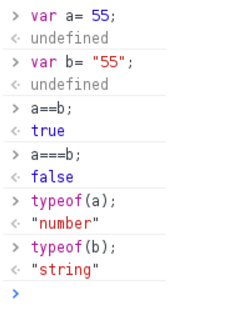 > var a= 55;
< undefined
> var b= "55";
< undefined
> a==b;
< true
> a===b;
< false
> typeof(a);
< "number"
> typeof(b);
< "string"
>